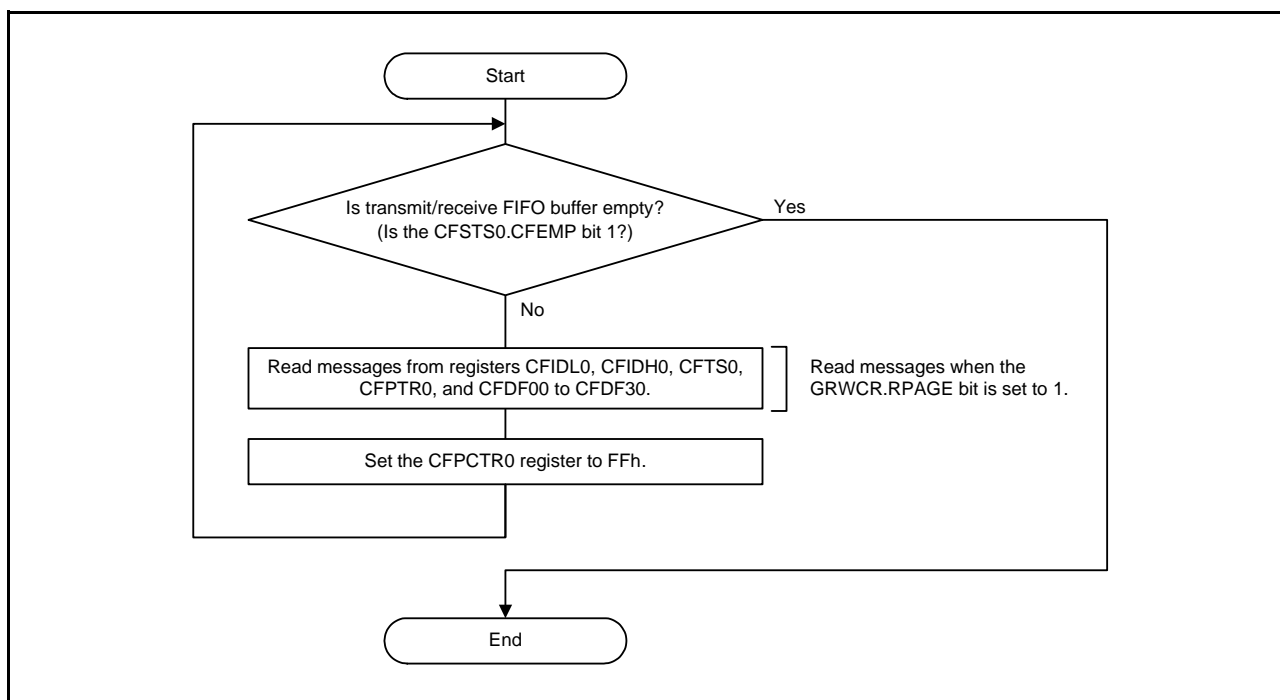 Start
Is transmit/receive FIFO buffer empty?
(Is the CFSTS0.CFEMP bit 1?)
Yes
No
Read messages from registers CFIDL0, CFIDH0, CFTS0,
CFPTR0, and CFDF00 to CFDF30.
Read messages when the
GRWCR.RPAGE bit is set to 1.
Set the CFPCTR0 register to FFh.
End